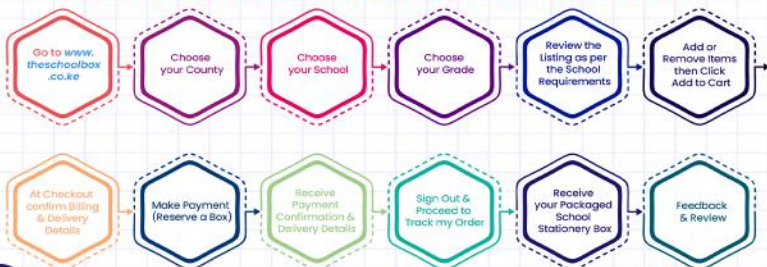 Go to www.
theschoolbox
.co.ke
Choose
your County
Choose
your School
Choose
your Grade
Review the
Listing as per
the School
Requirements
Add or
Remove Items
then Click
Add to Cart
At Checkout
confirm Billing
& Delivery
Details
Make Payment
(Reserve a Box)
Receive
Payment
Confirmation &
Delivery Details
Sign Out &
Proceed to
Track my Order
Receive
your Packaged
School
Stationery Box
Feedback
& Review